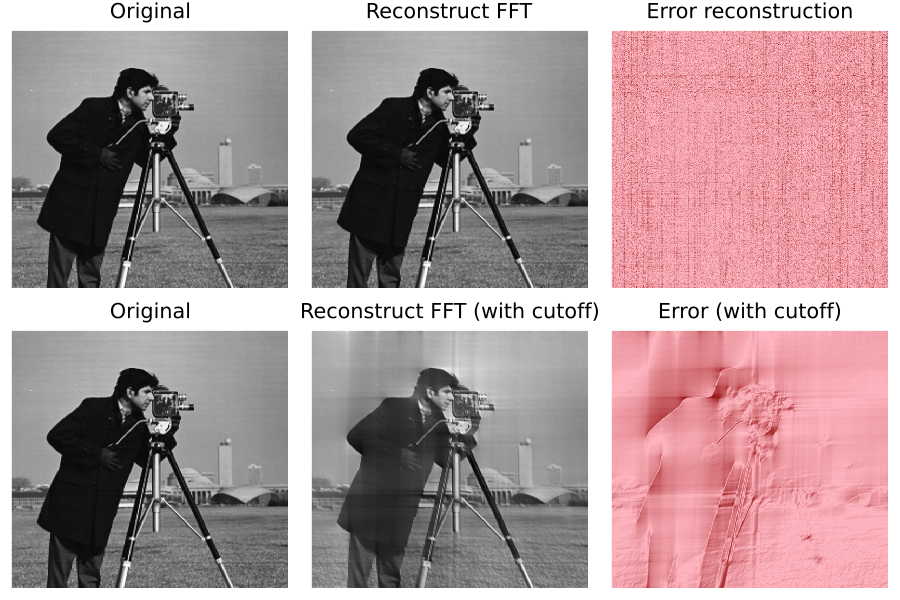 Original
Reconstruct FFT
Error reconstruction
Original
Reconstruct FFT (with cutoff)
Error (with cutoff)